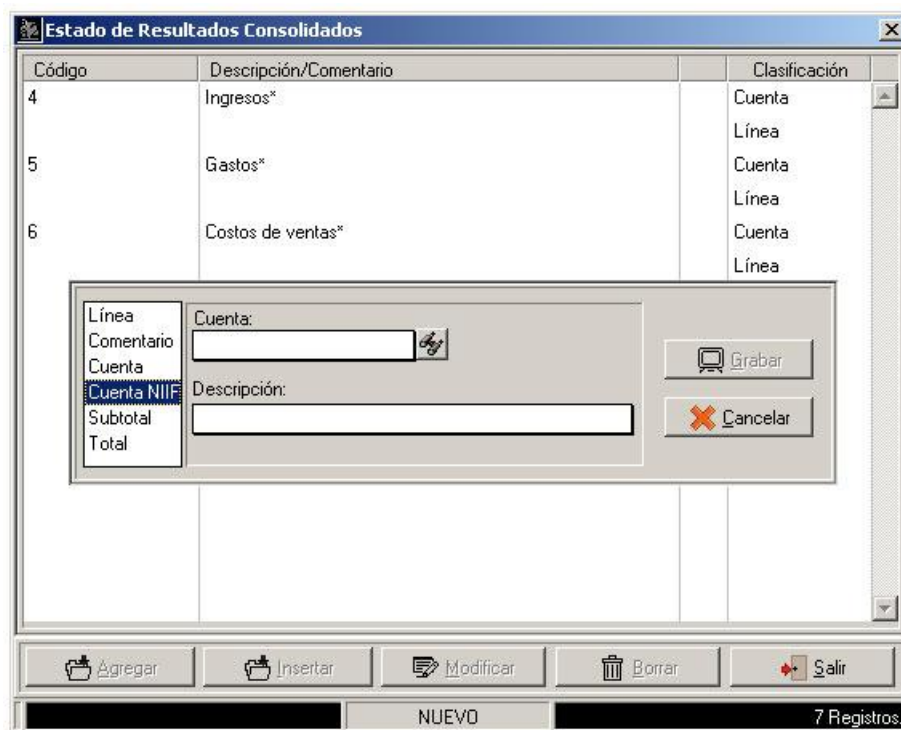 Estado de Resultados Consolidados
Código Descripción/Comentario Clasificación
4 Ingresos* Cuenta
Línea
5 Gastos* Cuenta
Línea
6 Costos de ventas* Cuenta
Línea
Línea
Comentario
Cuenta
Cuenta NIIF
Subtotal
Total
Cuenta:
Descripción:
Grabar
Cancelar
Agregar Insertar Modificar Borrar Salir
NUEVO 7 Registros.